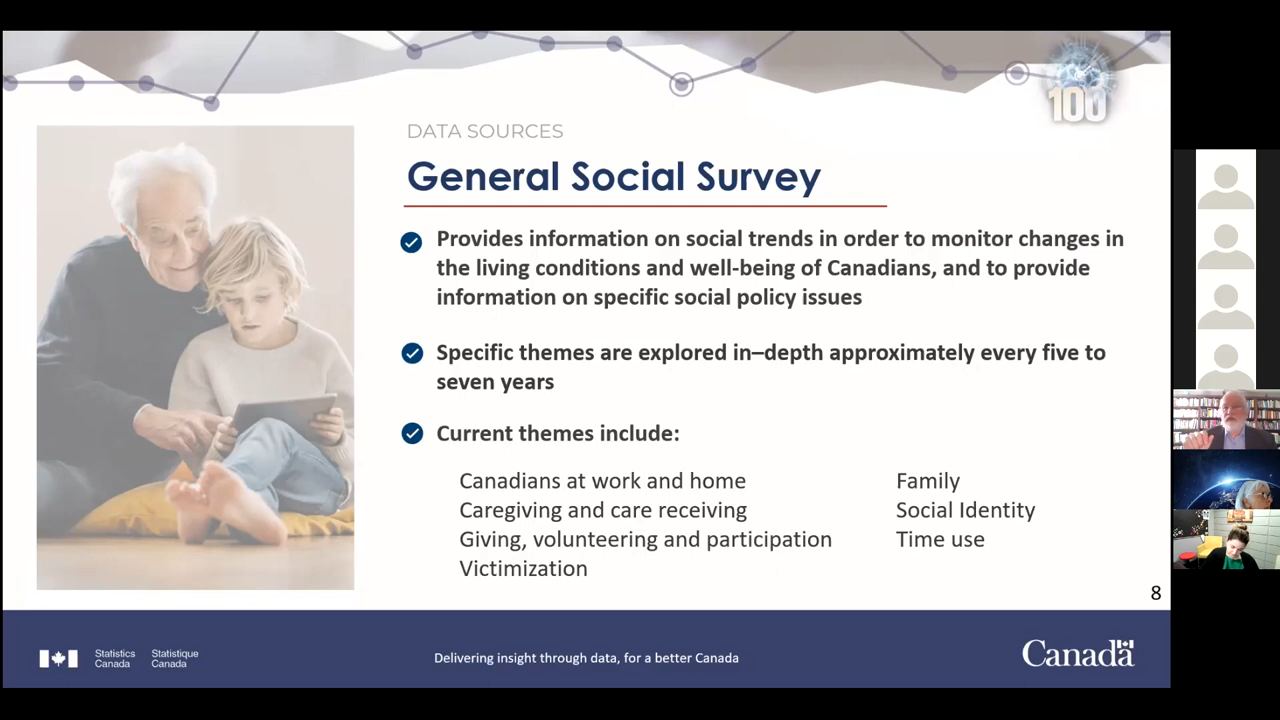 100
DATA SOURCES
General Social Survey
Provides information on social trends in order to monitor changes in
the living conditions and well-being of Canadians, and to provide
information on specific social policy issues
Specific themes are explored in–depth approximately every five to
seven years
Current themes include:
Canadians at work and home
Caregiving and care receiving
Giving, volunteering and participation
Victimization
Family
Social Identity
Time use
8
Statistics
Canada
Statistique
Canada
Delivering insight through data, for a better Canada
Canada